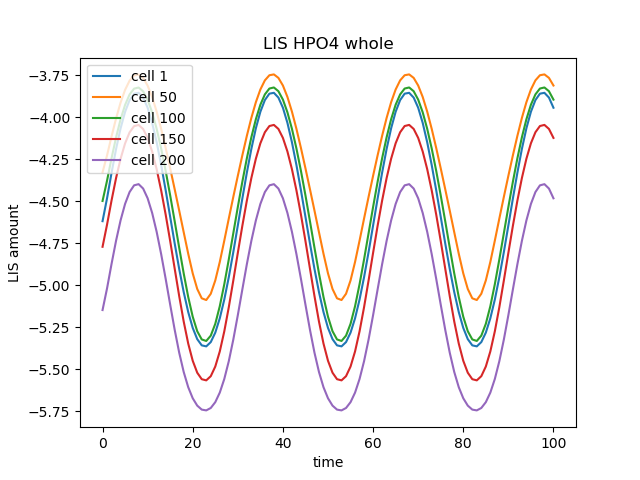 LIS HPO4 whole
cell 1
cell 50
cell 100
cell 150
cell 200
LIS amount
−3.75
−4.00
−4.25
−4.50
−4.75
−5.00
−5.25
−5.50
−5.75
0 20 40 60 80 100
time